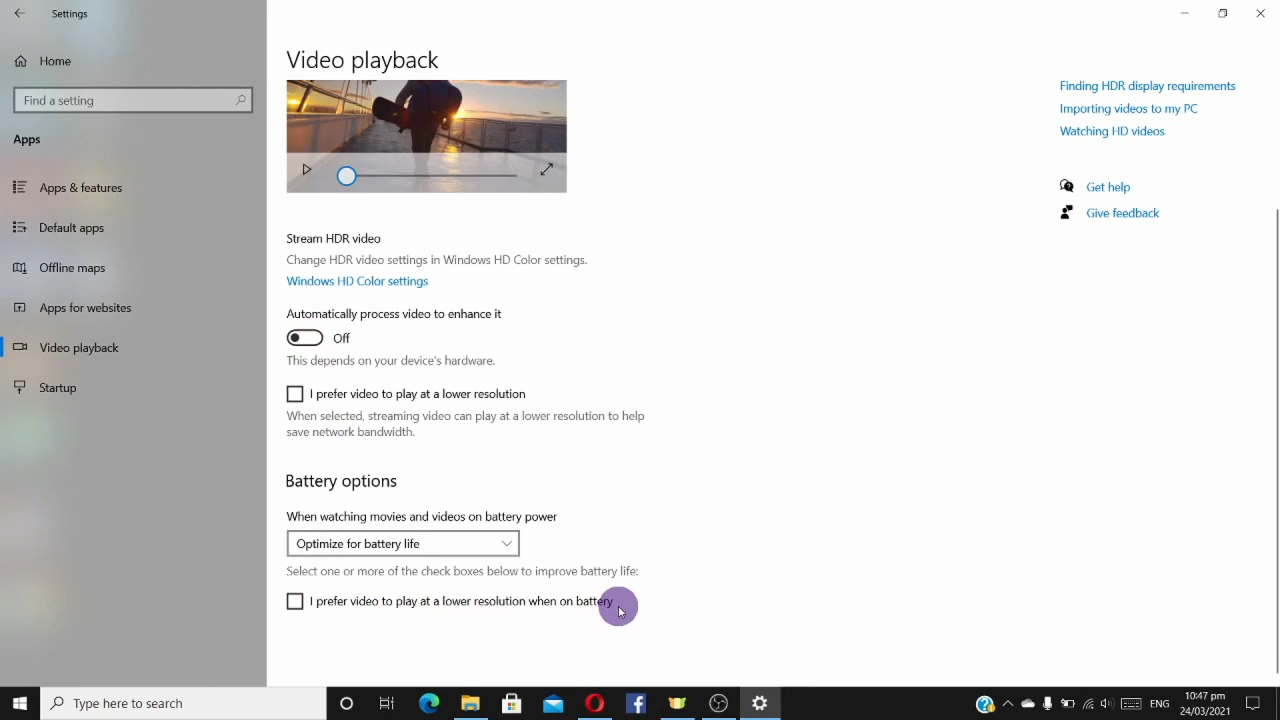 Settings
Home
Find a setting
Apps
Apps & features
Default apps
Offline maps
Apps for websites
Video playback
Startup
Video playback
Stream HDR video
Change HDR video settings in Windows HD Color settings.
Windows HD Color settings
Automatically process video to enhance it
Off
This depends on your device's hardware.
I prefer video to play at a lower resolution
When selected, streaming video can play at a lower resolution to help
save network bandwidth.
Battery options
When watching movies and videos on battery power
Optimize for battery life
Select one or more of the check boxes below to improve battery life:
I prefer video to play at a lower resolution when on battery
Finding HDR display requirements
Importing videos to my PC
Watching HD videos
Get help
Give feedback
Type here to search
ENG
10:47 pm
24/03/2021